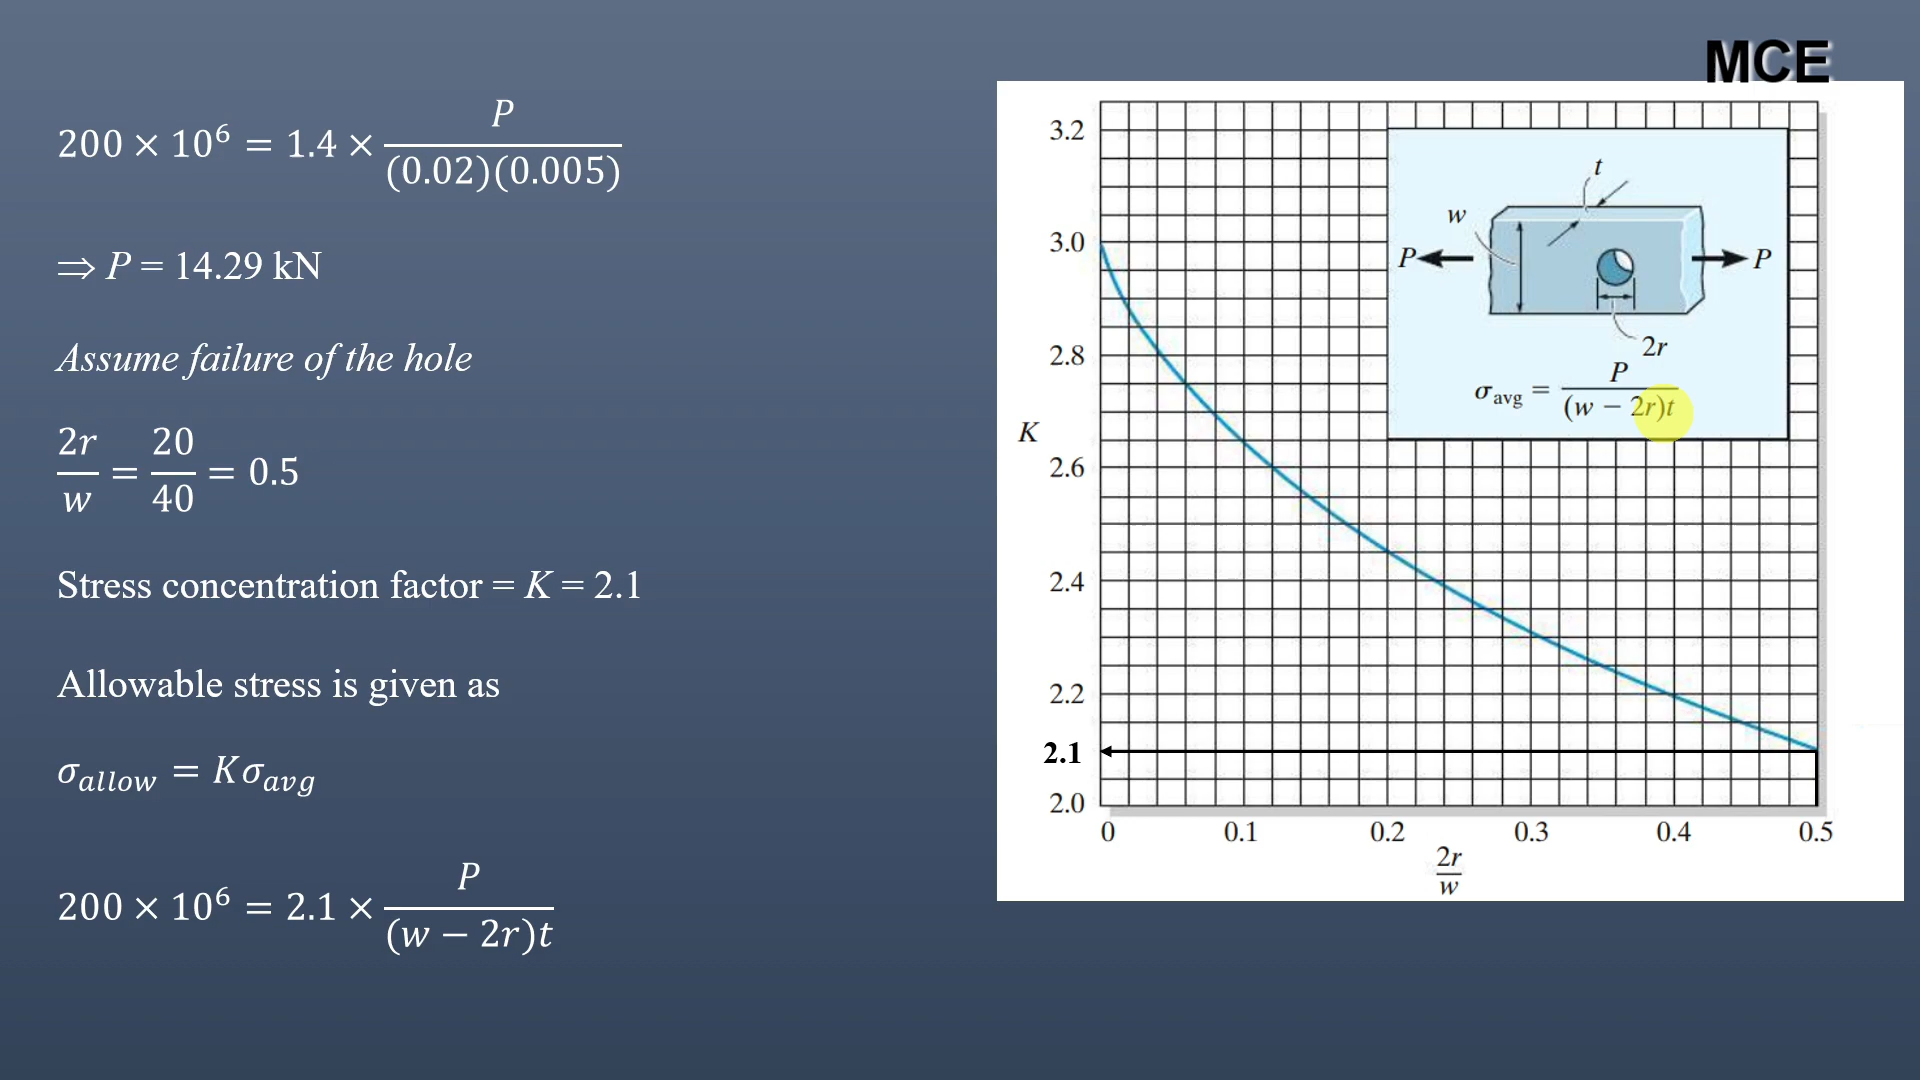 MCE
200 × 10⁶ = 1.4 × P / (0.02)(0.005)
⇒ P = 14.29 kN
Assume failure of the hole
2r / w = 20 / 40 = 0.5
Stress concentration factor = K = 2.1
Allowable stress is given as
σ_allow = Kσ_avg
200 × 10⁶ = 2.1 × P / (w − 2r)t
K
3.2
3.0
2.8
2.6
2.4
2.2
2.1
2.0
0 0.1 0.2 0.3 0.4 0.5
2r / w
t
w
P P
2r
σ_avg = P / (w − 2r)t